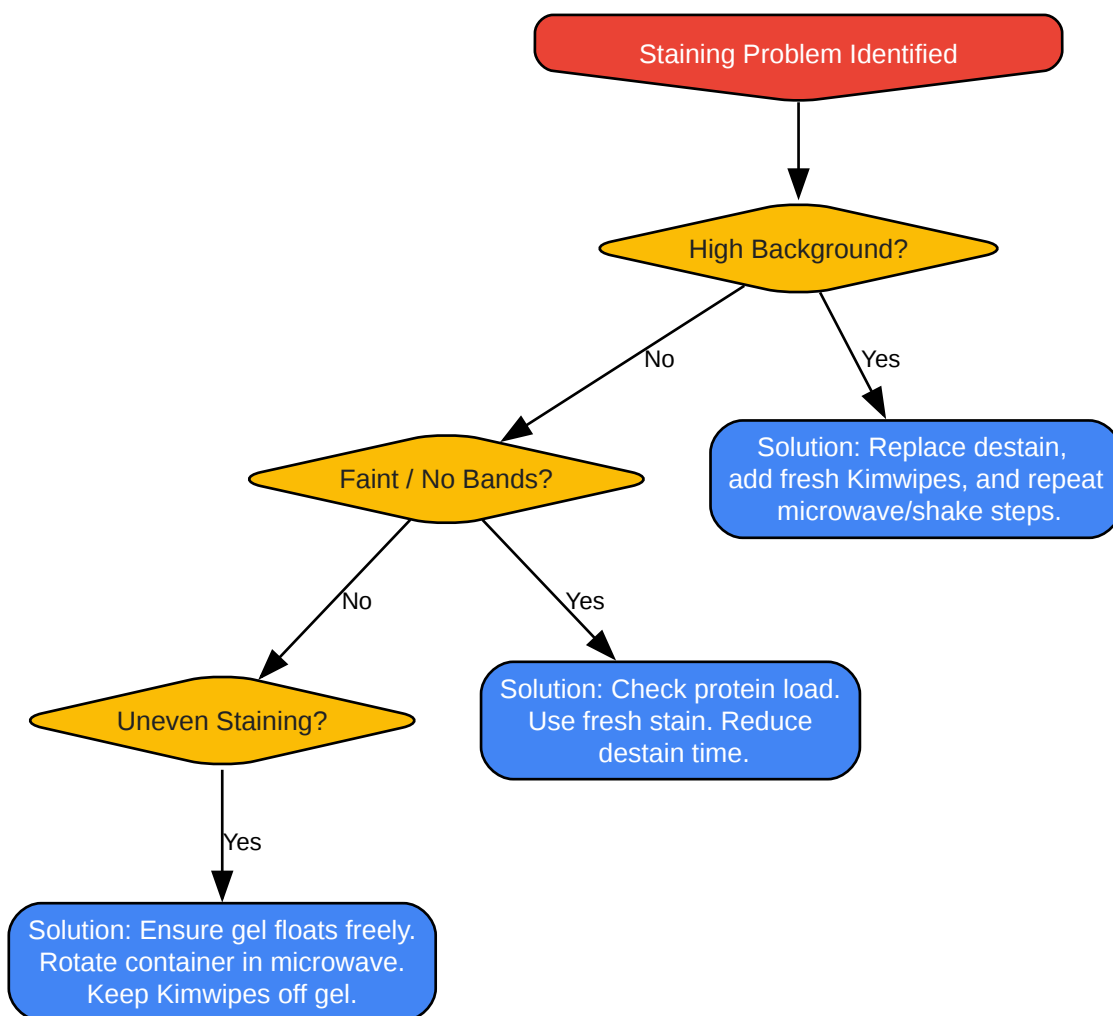 Staining Problem Identified
High Background?
No
Yes
Solution: Replace destain,
add fresh Kimwipes, and repeat
microwave/shake steps.
Faint / No Bands?
No
Yes
Solution: Check protein load.
Use fresh stain. Reduce
destain time.
Uneven Staining?
Yes
Solution: Ensure gel floats freely.
Rotate container in microwave.
Keep Kimwipes off gel.